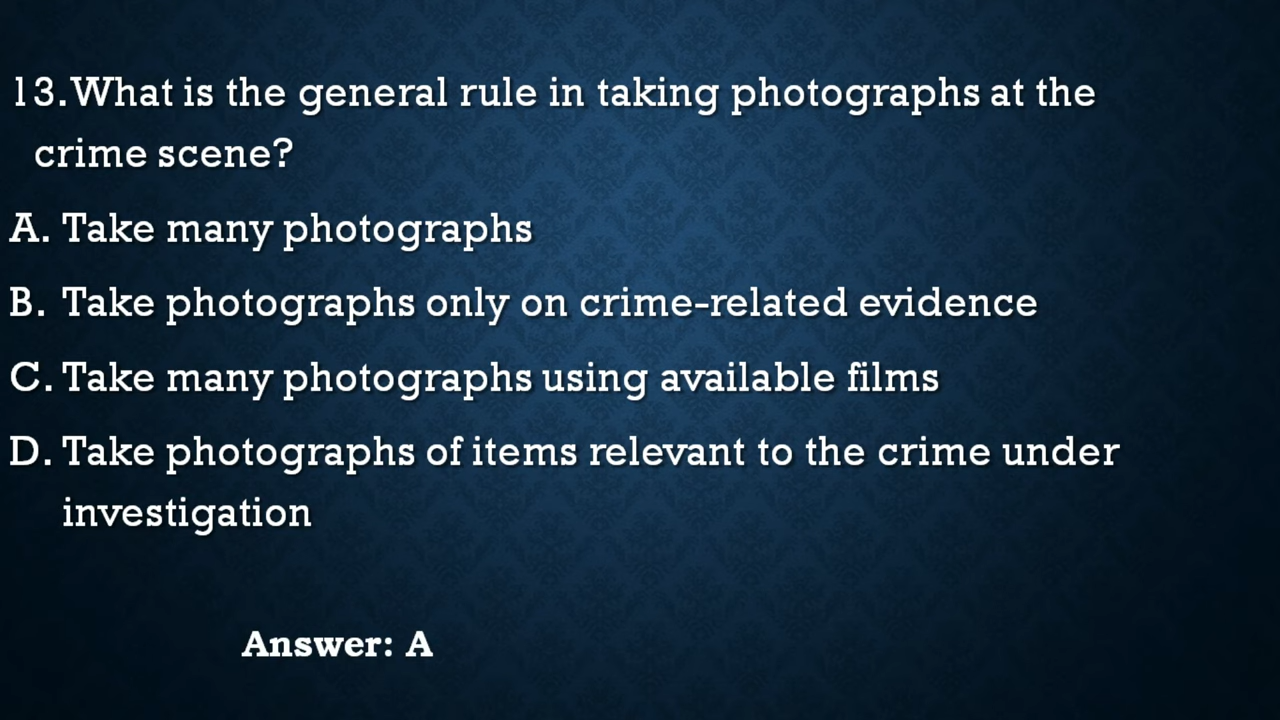 13.What is the general rule in taking photographs at the
crime scene?
A. Take many photographs
B. Take photographs only on crime-related evidence
C. Take many photographs using available films
D. Take photographs of items relevant to the crime under
investigation
Answer: A